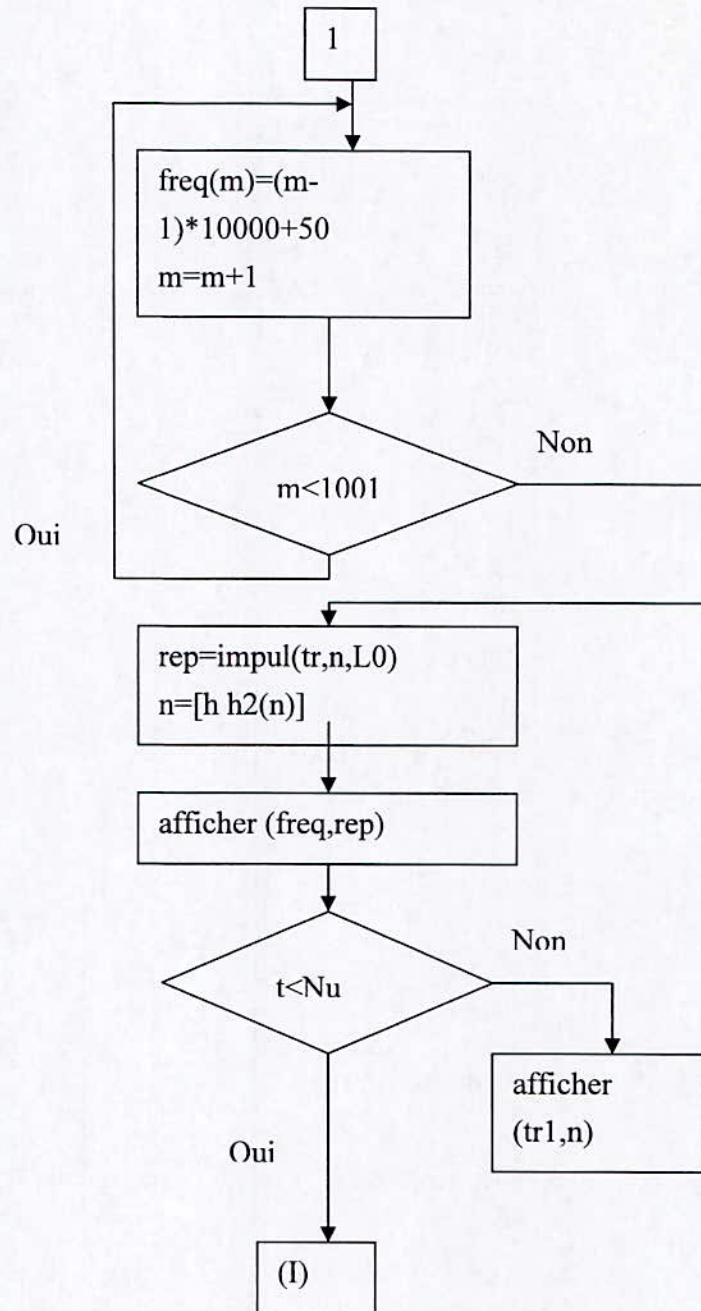 1
freq(m)=(m-
1)*10000+50
m=m+1
Non
m<1001
Oui
rep=impul(tr,n,L0)
n=[h h2(n)]
afficher (freq,rep)
Non
t<Nu
afficher
(tr1,n)
Oui
(I)